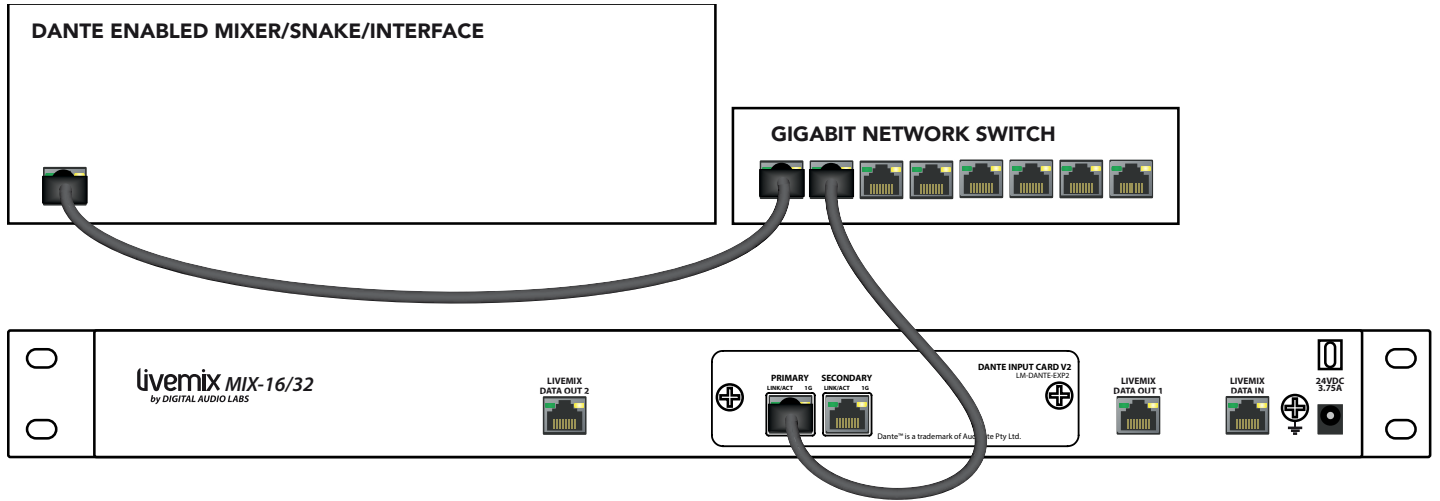 DANTE ENABLED MIXER/SNAKE/INTERFACE
GIGABIT NETWORK SWITCH
livemix MIX-16/32
by DIGITAL AUDIO LABS
LIVEMIX
DATA OUT 2
PRIMARY SECONDARY
LINK/ACT 1G LINK/ACT 1G
DANTE INPUT CARD V2
LM-DANTE-EXP2
Dante™ is a trademark of Pty Ltd.
LIVEMIX
DATA OUT 1
LIVEMIX
DATA IN
24VDC
3.75A